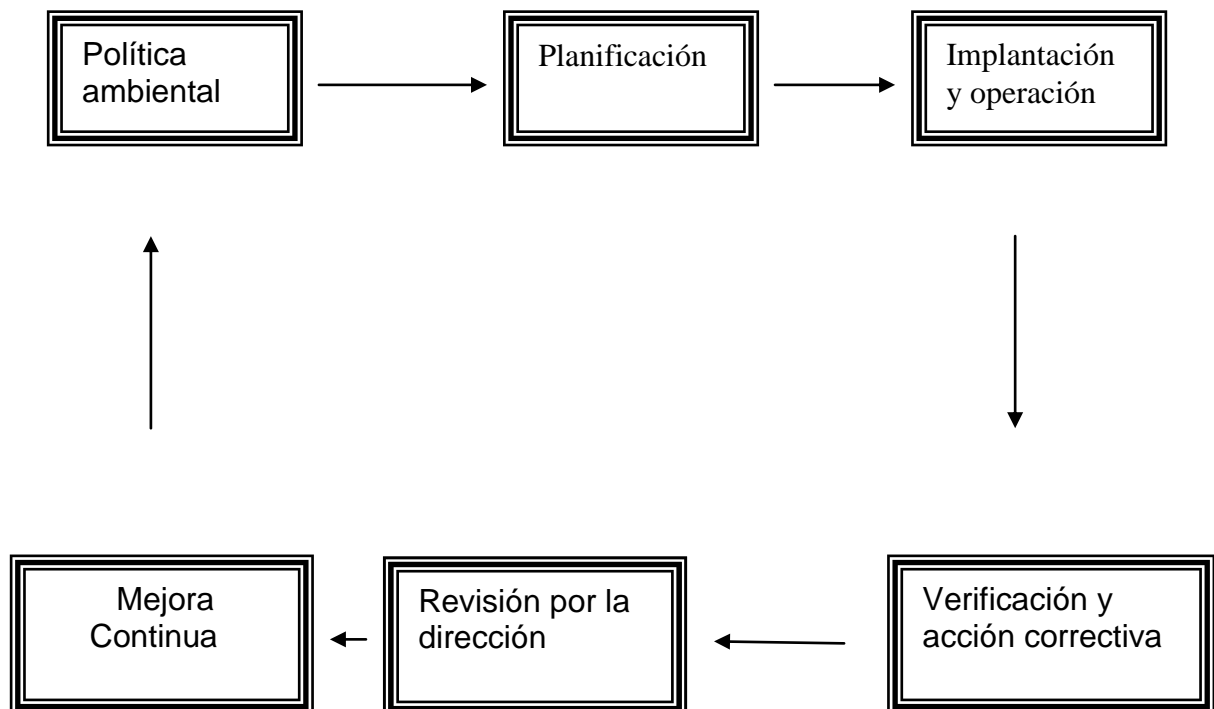 Política
ambiental
Planificación
Implantación
y operación
Mejora
Continua
Revisión por la
dirección
Verificación y
acción correctiva